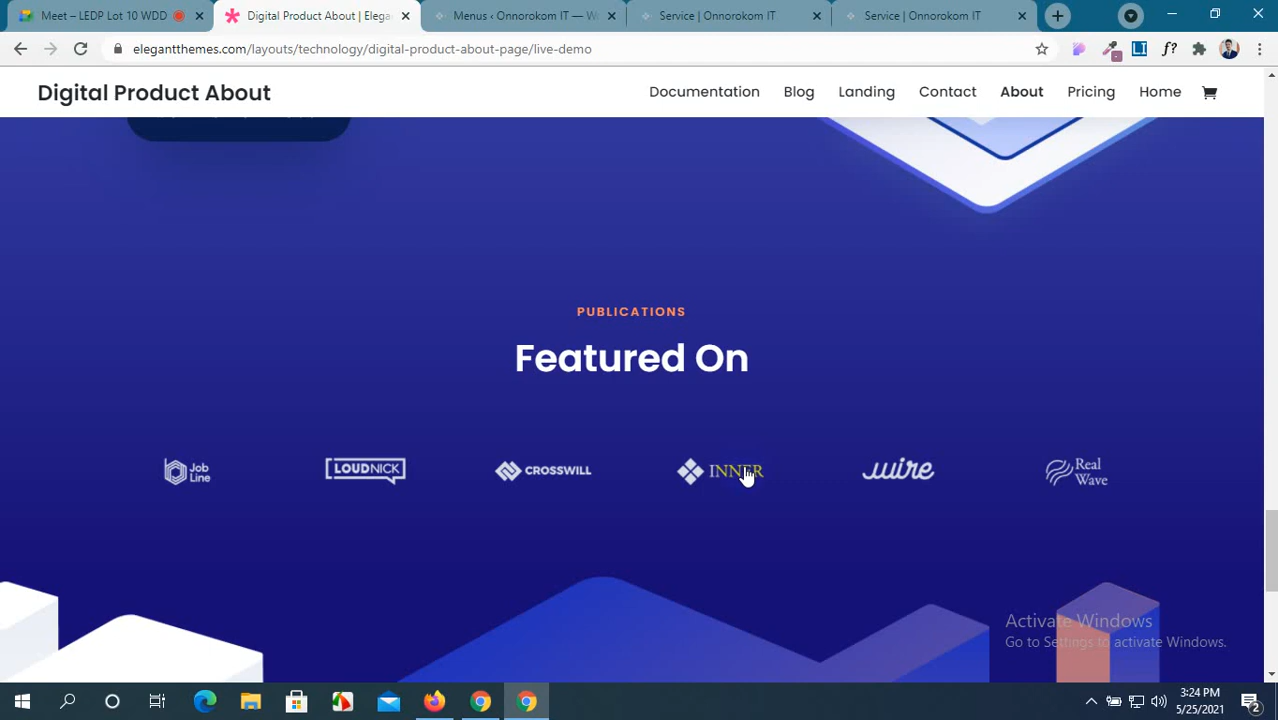 Meet – LEDP Lot 10 WDD
Digital Product About | Elega
Menus ‹ Onnorokom IT — W
Service | Onnorokom IT
Service | Onnorokom IT
elegantthemes.com/layouts/technology/digital-product-about-page/live-demo
Digital Product About
Documentation
Blog
Landing
Contact
About
Pricing
Home
PUBLICATIONS
Featured On
Job
Line
LOUDNICK
CROSSWILL
INNER
wire
Real
Wave
Activate Windows
Go to Settings to activate Windows.
3:24 PM
5/25/2021
2